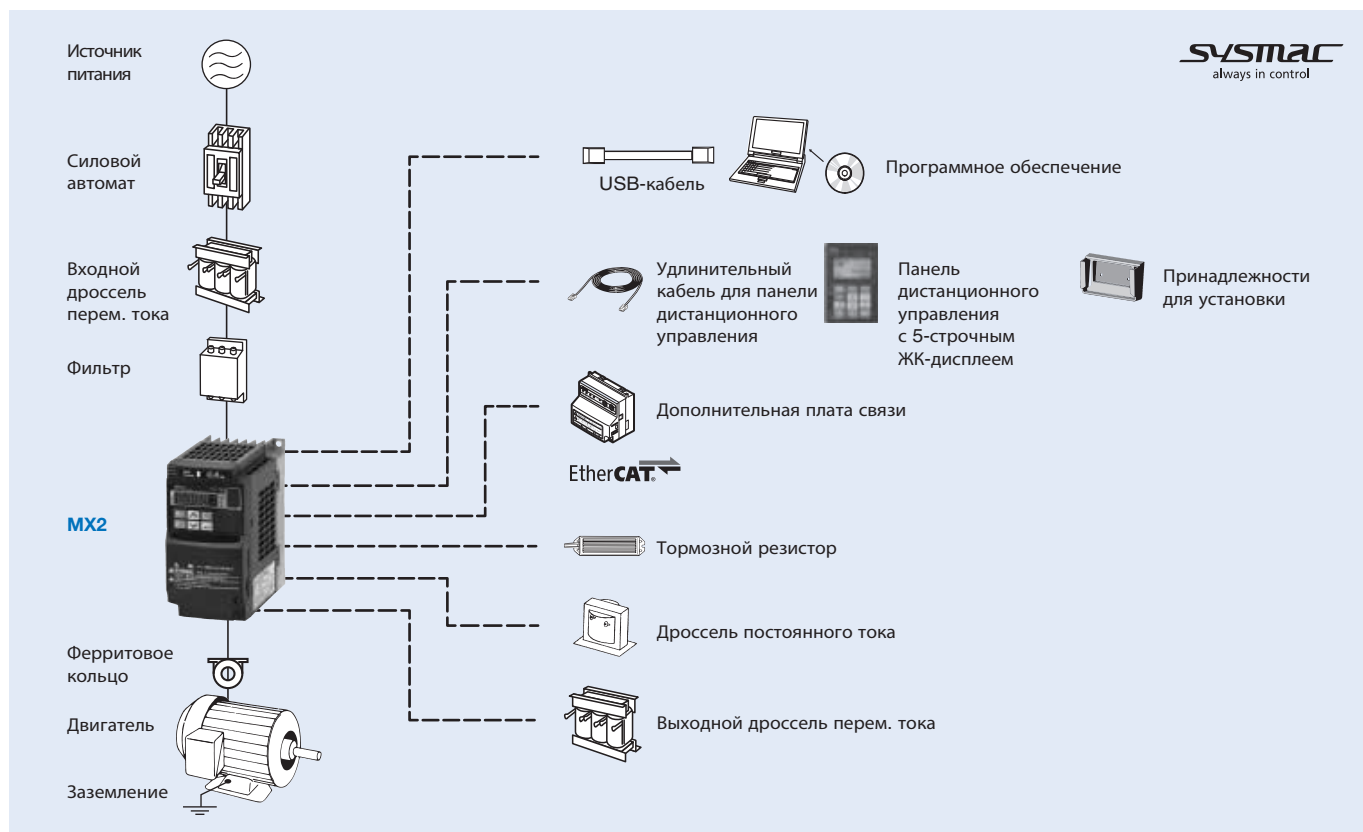 Источник
питания
sysmac
always in control
Силовой
автомат
USB-кабель
Программное обеспечение
Входной
дроссель
перем. тока
Удлинительный
кабель для панели
дистанционного
управления
Панель
дистанционного
управления
с 5-строчным
ЖК-дисплеем
Принадлежности
для установки
Фильтр
Дополнительная плата связи
EtherCAT®
MX2
Тормозной резистор
Дроссель постоянного тока
Ферритовое
кольцо
Двигатель
Выходной дроссель перем. тока
Заземление